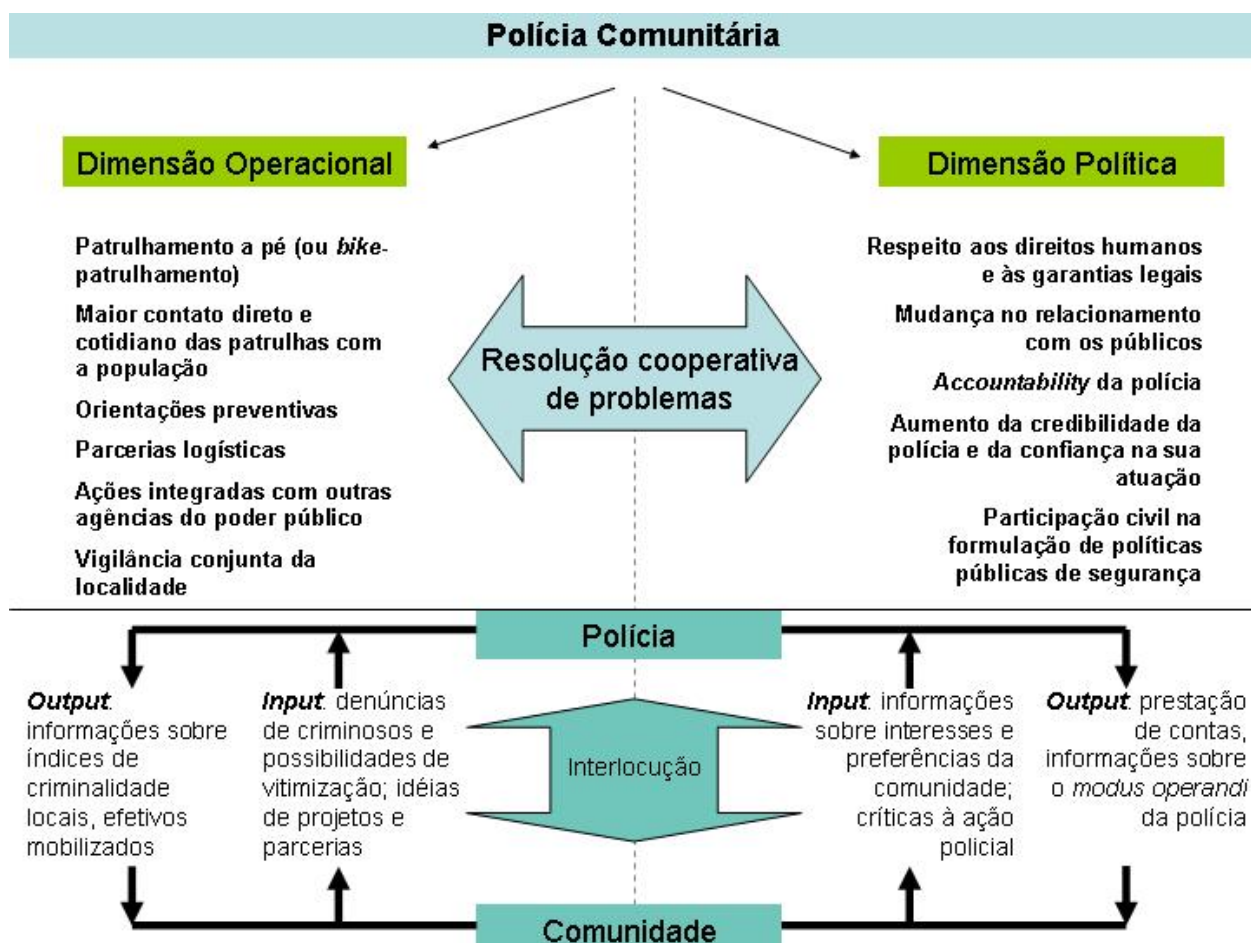 Polícia Comunitária
Dimensão Operacional
Patrulhamento a pé (ou bike-
patrulhamento)
Maior contato direto e
cotidiano das patrulhas com
a população
Orientações preventivas
Parcerias logísticas
Ações integradas com outras
agências do poder público
Vigilância conjunta da
localidade
Resolução cooperativa
de problemas
Dimensão Política
Respeito aos direitos humanos
e às garantias legais
Mudança no relacionamento
com os públicos
Accountability da polícia
Aumento da credibilidade da
polícia e da confiança na sua
atuação
Participação civil na
formulação de políticas
públicas de segurança
Polícia
Output:
informações sobre
índices de
criminalidade
locais, efetivos
mobilizados
Input: denúncias
de criminosos e
possibilidades de
vitimização; idéias
de projetos e
parcerias
Interlocução
Input: informações
sobre interesses e
preferências da
comunidade;
críticas à ação
policial
Output: prestação
de contas,
informações sobre
o modus operandi
da polícia
Comunidade